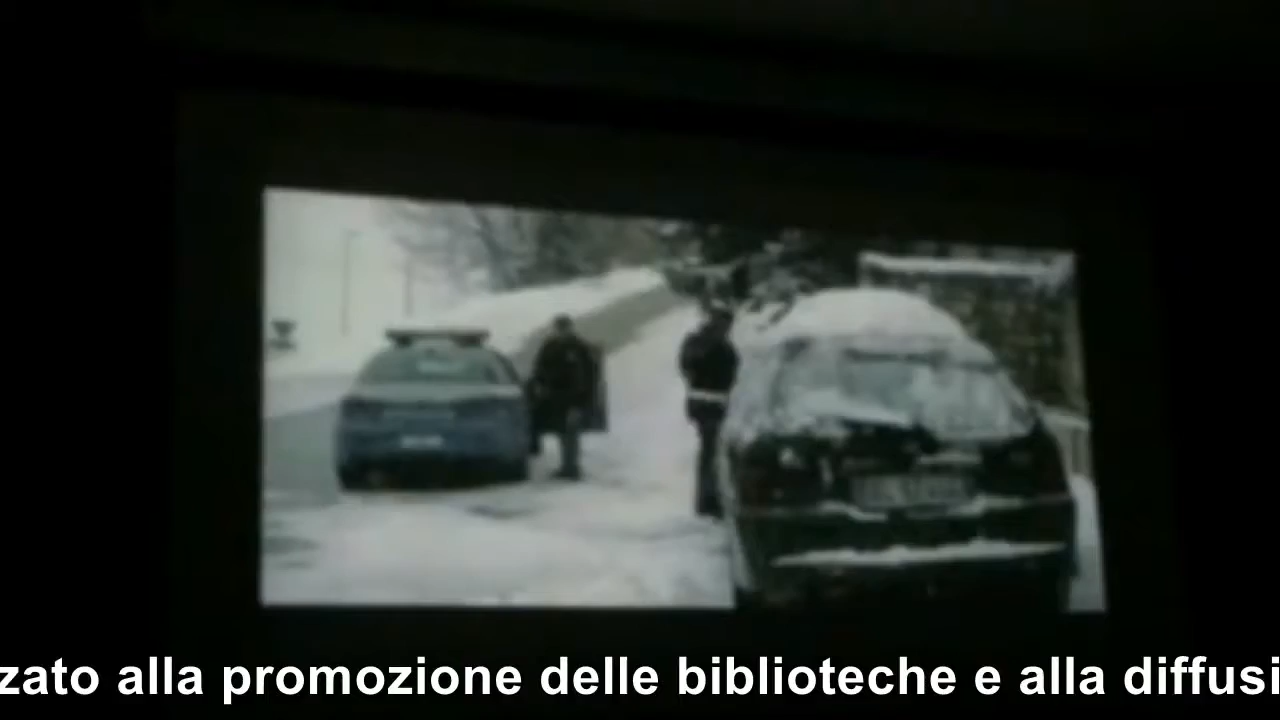 zato alla promozione delle biblioteche e alla diffusi